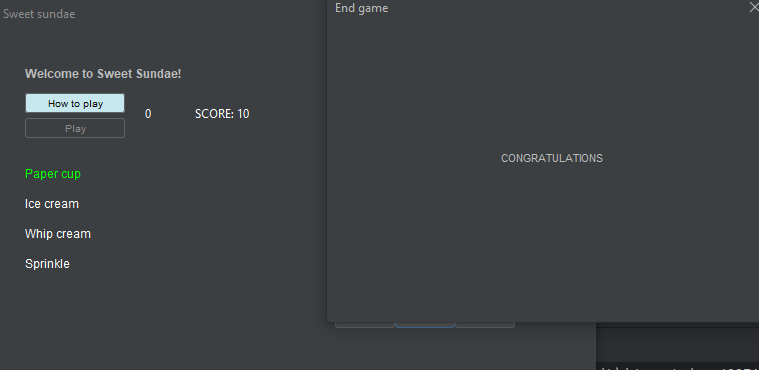 Sweet sundae
End game
Welcome to Sweet Sundae!
How to play
0
SCORE: 10
Play
CONGRATULATIONS
Paper cup
Ice cream
Whip cream
Sprinkle